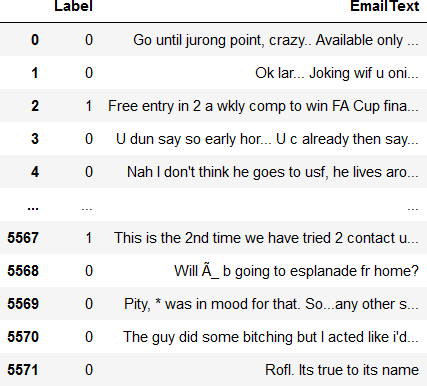 Label EmailText
0 0 Go until jurong point, crazy.. Available only ...
1 0 Ok lar... Joking wif u oni...
2 1 Free entry in 2 a wkly comp to win FA Cup fina...
3 0 U dun say so early hor... U c already then say...
4 0 Nah I don't think he goes to usf, he lives aro...
... ... ...
5567 1 This is the 2nd time we have tried 2 contact u...
5568 0 Will Ã_ b going to esplanade fr home?
5569 0 Pity, * was in mood for that. So...any other s...
5570 0 The guy did some bitching but I acted like i'd...
5571 0 Rofl. Its true to its name